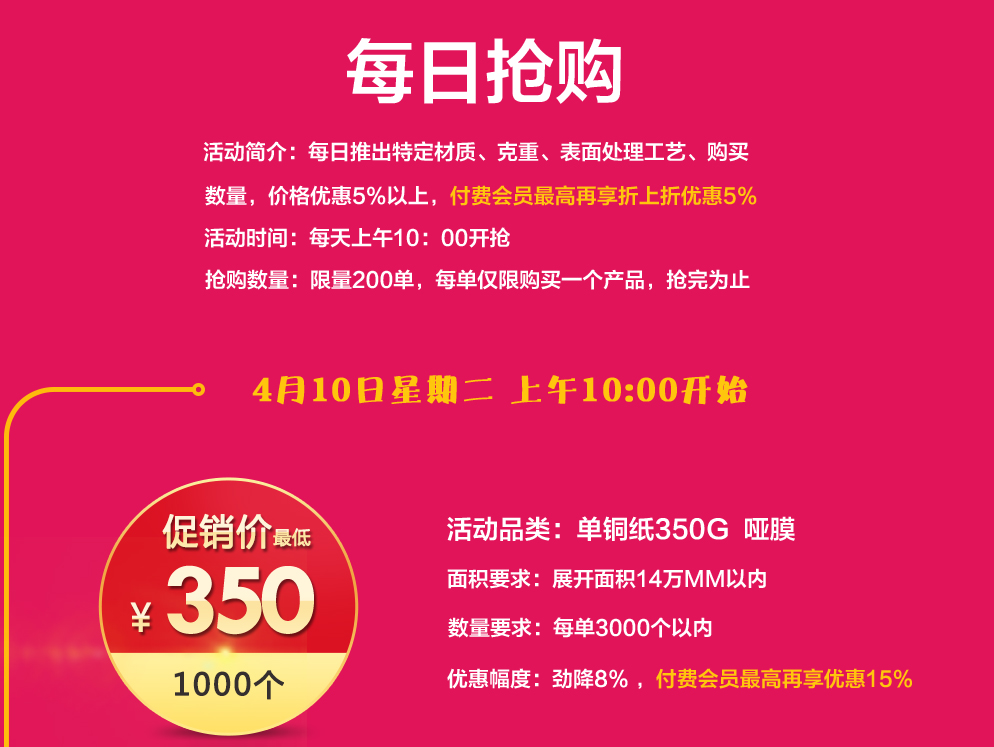 每日抢购
活动简介：每日推出特定材质、克重、表面处理工艺、购买
数量，价格优惠5%以上，付费会员最高再享折上折优惠5%
活动时间：每天上午10：00开抢
抢购数量：限量200单，每单仅限购买一个产品，抢完为止
4月10日星期二 上午10:00开始
促销价最低
¥ 350
1000个
活动品类：单铜纸350G 哑膜
面积要求：展开面积14万MM以内
数量要求：每单3000个以内
优惠幅度：劲降8% ，付费会员最高再享优惠15%